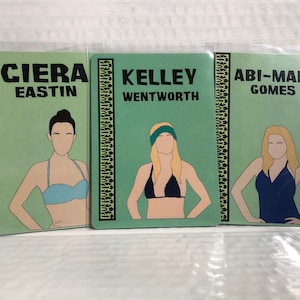 CIERA
EASTIN
KELLEY
WENTWORTH
ABI-MA
GOMES